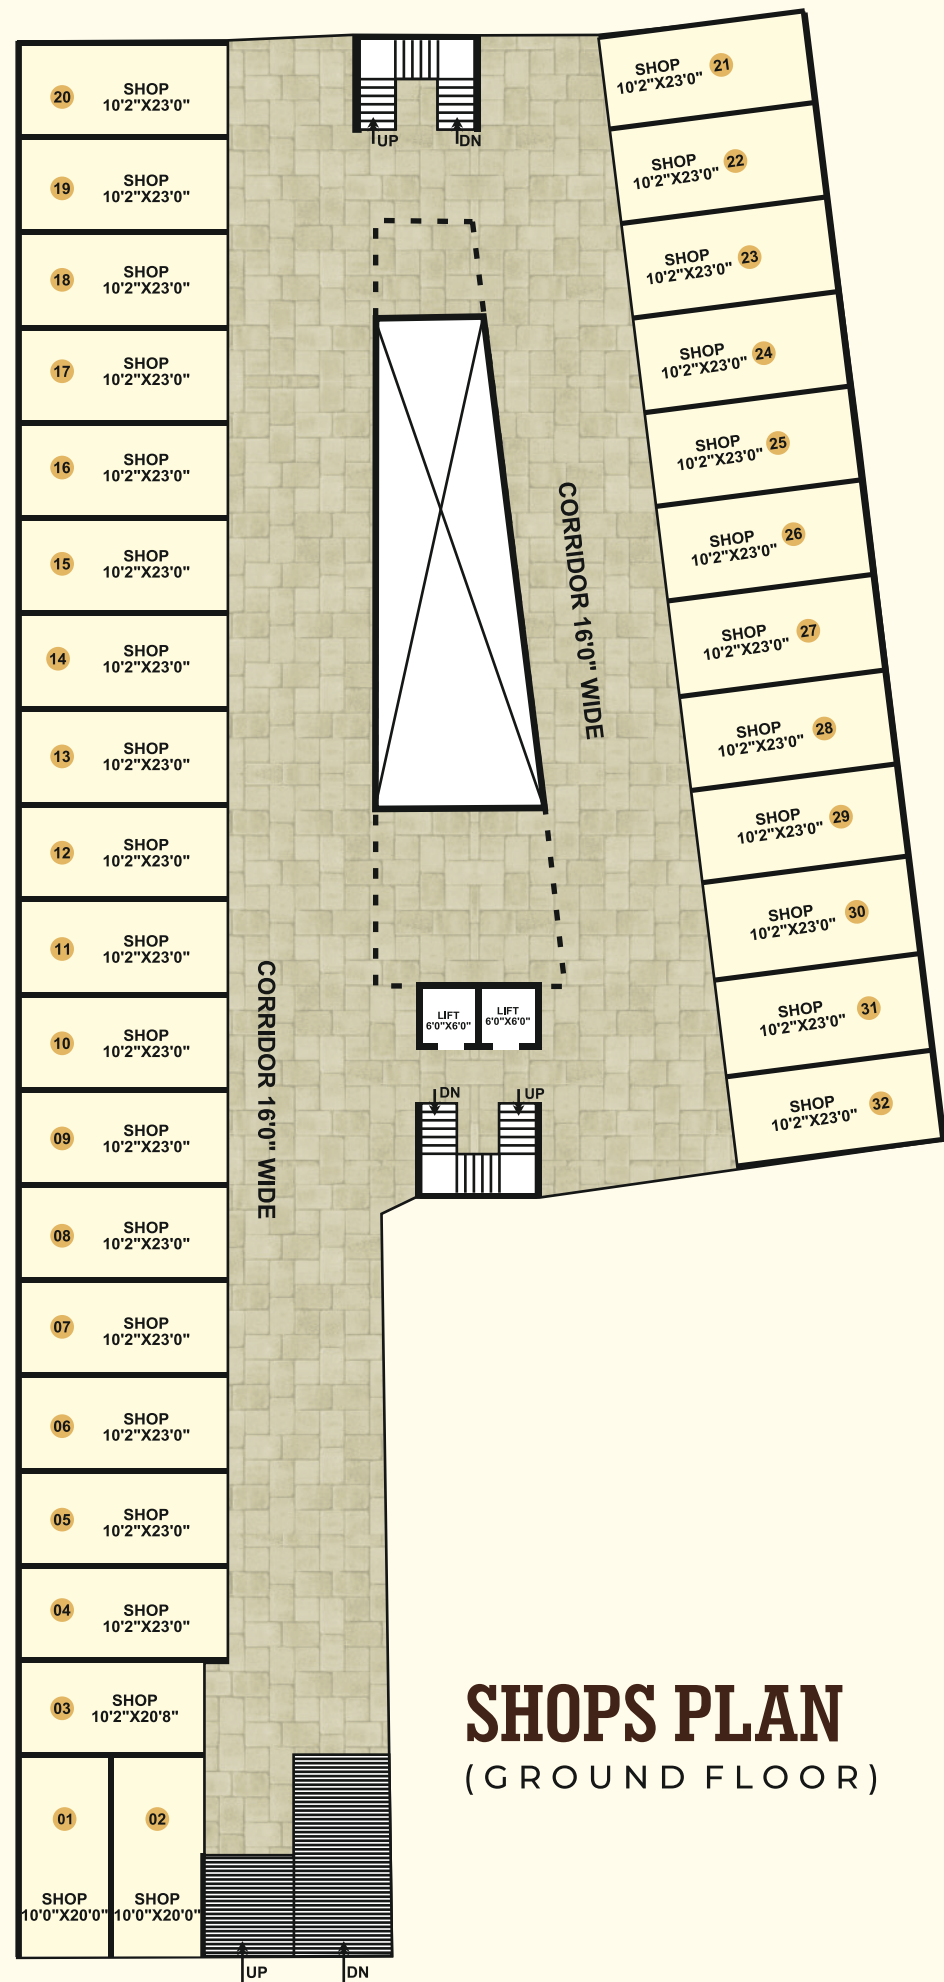 UP
DN
20
SHOP
10'2"X23'0"
19
SHOP
10'2"X23'0"
18
SHOP
10'2"X23'0"
17
SHOP
10'2"X23'0"
16
SHOP
10'2"X23'0"
15
SHOP
10'2"X23'0"
14
SHOP
10'2"X23'0"
13
SHOP
10'2"X23'0"
12
SHOP
10'2"X23'0"
11
SHOP
10'2"X23'0"
10
SHOP
10'2"X23'0"
09
SHOP
10'2"X23'0"
08
SHOP
10'2"X23'0"
07
SHOP
10'2"X23'0"
06
SHOP
10'2"X23'0"
05
SHOP
10'2"X23'0"
04
SHOP
10'2"X23'0"
03
SHOP
10'2"X20'8"
01
SHOP
10'0"X20'0"
02
SHOP
10'0"X20'0"
CORRIDOR 16'0" WIDE
CORRIDOR 16'0" WIDE
LIFT
6'0"X6'0"
LIFT
6'0"X6'0"
DN
UP
SHOP
10'2"X23'0"
21
SHOP
10'2"X23'0"
22
SHOP
10'2"X23'0"
23
SHOP
10'2"X23'0"
24
SHOP
10'2"X23'0"
25
SHOP
10'2"X23'0"
26
SHOP
10'2"X23'0"
27
SHOP
10'2"X23'0"
28
SHOP
10'2"X23'0"
29
SHOP
10'2"X23'0"
30
SHOP
10'2"X23'0"
31
SHOP
10'2"X23'0"
32
SHOPS PLAN
(GROUND FLOOR)
UP
DN